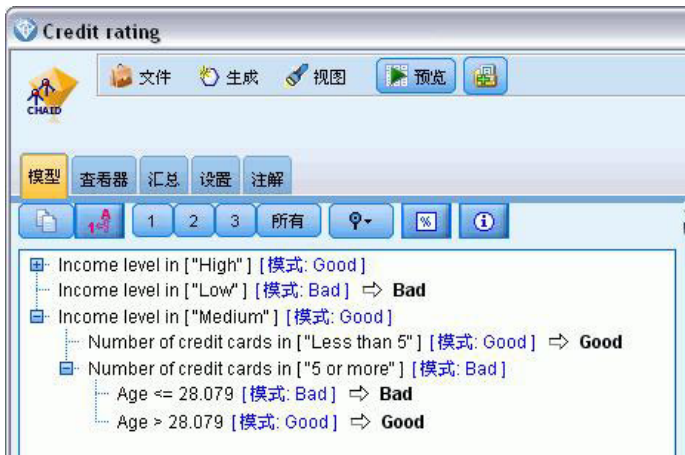 Credit rating
CHAID 文件 生成 视图 预览
模型 查看器 汇总 设置 注解
1 2 3 所有 %
Income level in ["High"] [模式: Good]
Income level in ["Low"] [模式: Bad] ⇨ Bad
Income level in ["Medium"] [模式: Good]
Number of credit cards in ["Less than 5"] [模式: Good] ⇨ Good
Number of credit cards in ["5 or more"] [模式: Bad]
Age <= 28.079 [模式: Bad] ⇨ Bad
Age > 28.079 [模式: Good] ⇨ Good